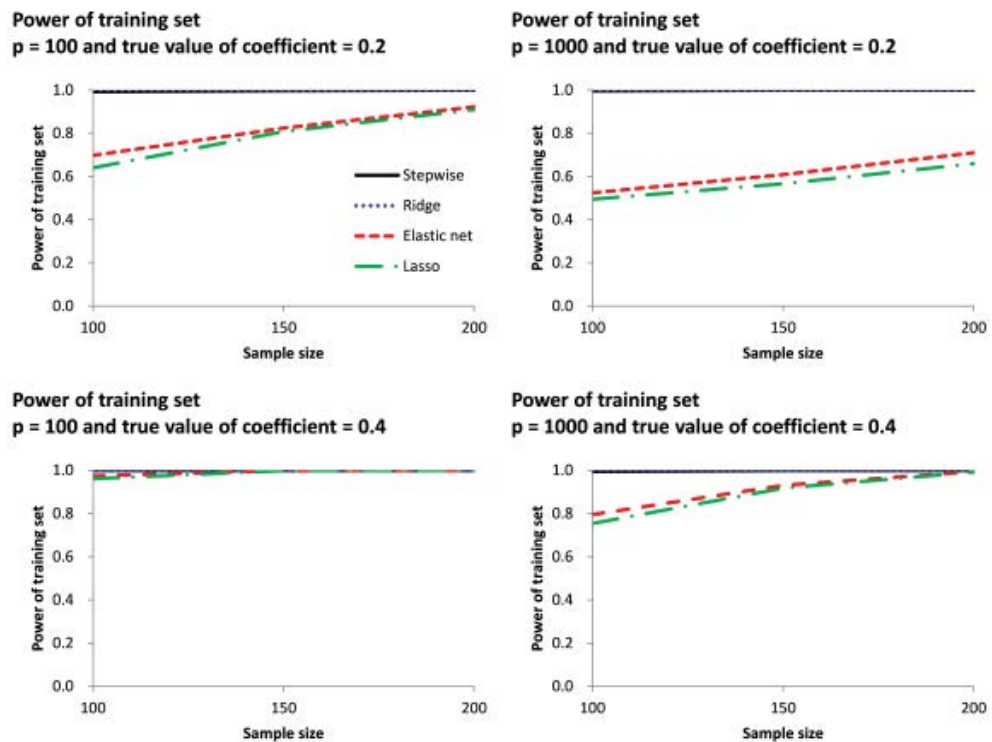 Power of training set
p = 100 and true value of coefficient = 0.2
Power of training set
1.0
0.8
0.6
0.4
0.2
0.0
Stepwise
Ridge
Elastic net
Lasso
100
150
200
Sample size
Power of training set
p = 1000 and true value of coefficient = 0.2
Power of training set
1.0
0.8
0.6
0.4
0.2
0.0
100
150
200
Sample size
Power of training set
p = 100 and true value of coefficient = 0.4
Power of training set
1.0
0.8
0.6
0.4
0.2
0.0
100
150
200
Sample size
Power of training set
p = 1000 and true value of coefficient = 0.4
Power of training set
1.0
0.8
0.6
0.4
0.2
0.0
100
150
200
Sample size